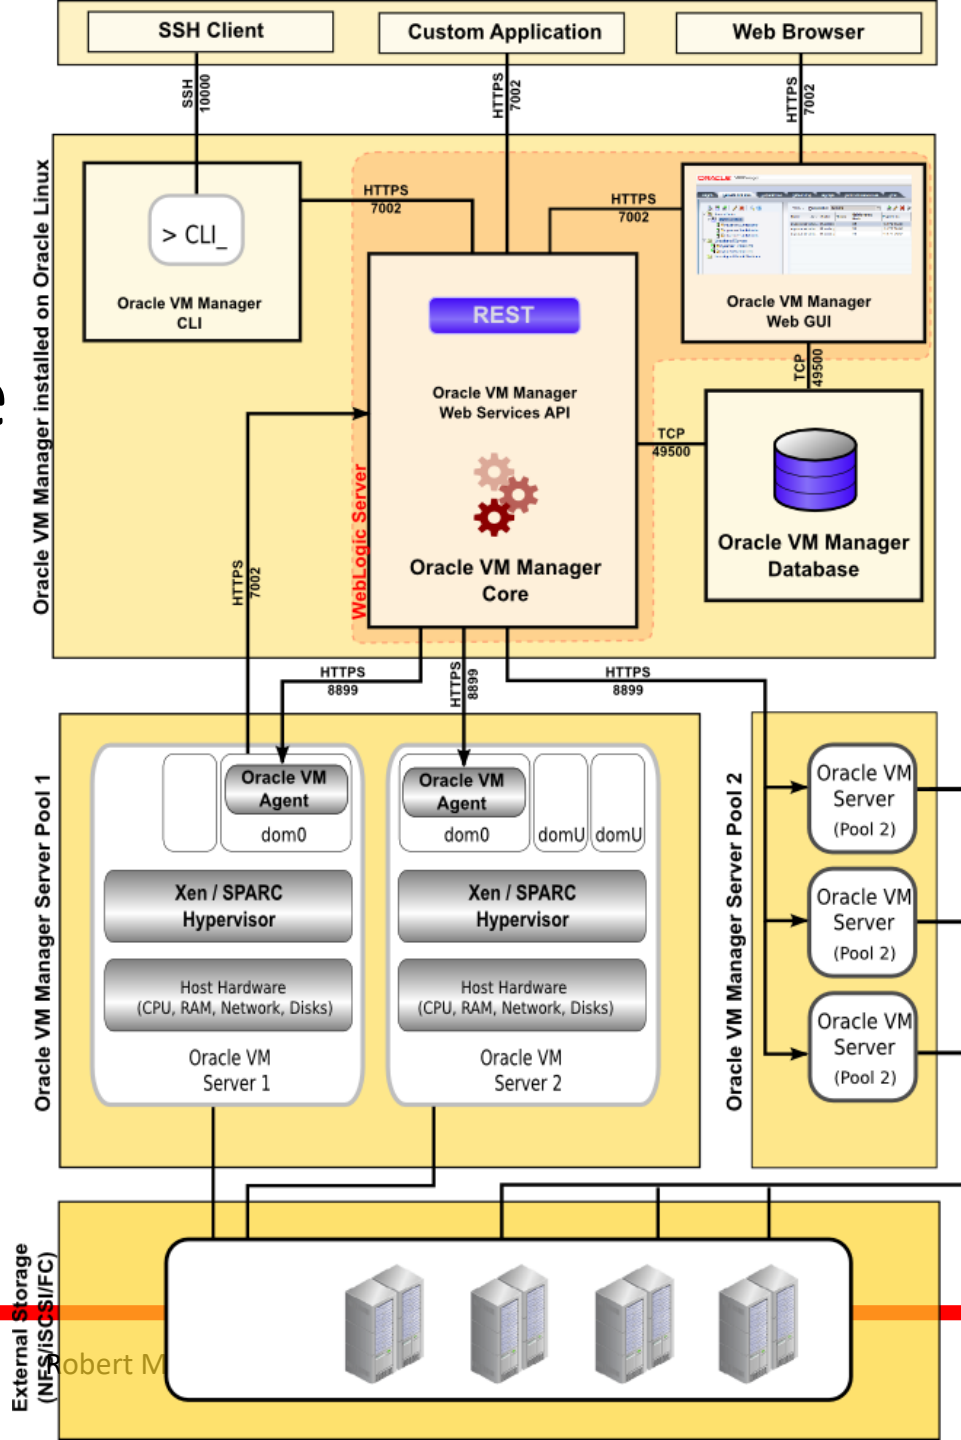 SSH Client
Custom Application
Web Browser
SSH
10000
HTTPS
7002
HTTPS
7002
Oracle VM Manager installed on Oracle Linux
> CLI_
Oracle VM Manager
CLI
HTTPS
7002
HTTPS
7002
ORACLE
Oracle VM Manager
Web GUI
REST
Oracle VM Manager
Web Services API
TCP
49500
TCP
49500
WebLogic Server
Oracle VM Manager
Core
Oracle VM Manager
Database
e
HTTPS
7002
HTTPS
8899
HTTPS
8899
HTTPS
8899
Oracle VM Manager Server Pool 1
Oracle VM
Agent
dom0
Oracle VM
Agent
dom0
domU
domU
Xen / SPARC
Hypervisor
Xen / SPARC
Hypervisor
Host Hardware
(CPU, RAM, Network, Disks)
Host Hardware
(CPU, RAM, Network, Disks)
Oracle VM
Server 1
Oracle VM
Server 2
Oracle VM Manager Server Pool 2
Oracle VM
Server
(Pool 2)
Oracle VM
Server
(Pool 2)
Oracle VM
Server
(Pool 2)
External Storage
(NFS/iSCSI/FC)
Robert M